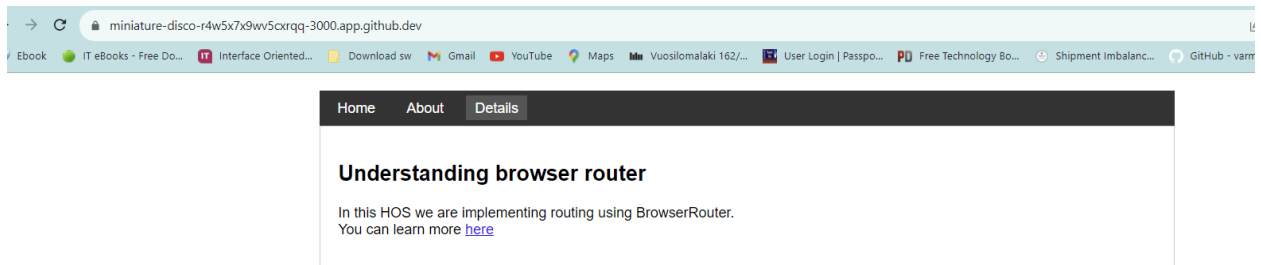 miniature-disco-r4w5x7x9wv5cxrqq-3000.app.github.dev
Ebook IT eBooks - Free Do... Interface Oriented... Download sw Gmail YouTube Maps Vuosilomalaki 162/... User Login | Passpo... Free Technology Bo... Shipment Imbalanc... GitHub - varm
Home About Details
Understanding browser router
In this HOS we are implementing routing using BrowserRouter.
You can learn more here